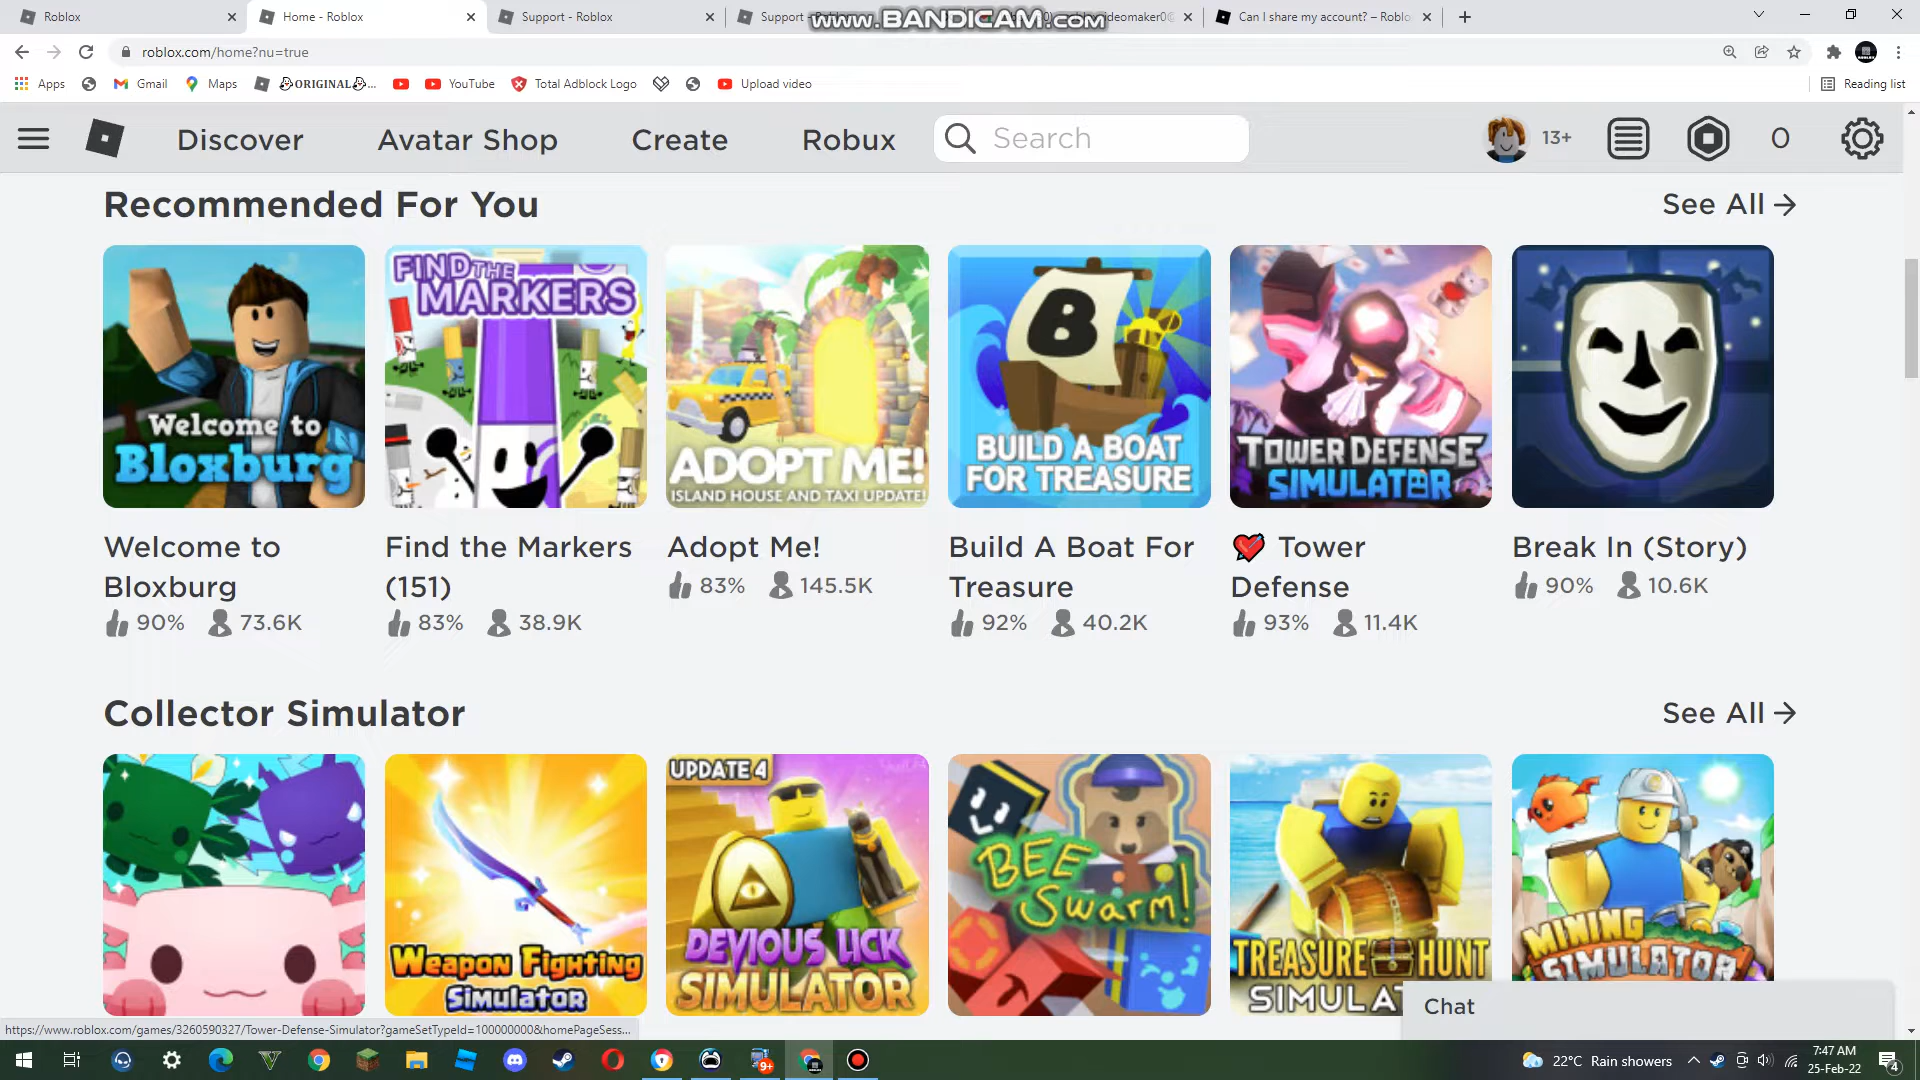 Roblox
Home - Roblox
Support - Roblox
Support - Roblox
www.BANDICAM.com
Can I share my account? – Roblo
roblox.com/home?nu=true
Apps
Gmail
Maps
ORIGINAL
...
YouTube
Total Adblock Logo
Upload video
Reading list
Discover
Avatar Shop
Create
Robux
Search
13+
0
Recommended For You
See All
Welcome to
Bloxburg
FIND THE
MARKERS
ADOPT ME!
ISLAND HOUSE AND TAXI UPDATE!
B
BUILD A BOAT
FOR TREASURE
TOWER DEFENSE
SIMULATOR
Welcome to
Bloxburg
90% 73.6K
Find the Markers
(151)
83% 38.9K
Adopt Me!
83% 145.5K
Build A Boat For
Treasure
92% 40.2K
💘 Tower
Defense
93% 11.4K
Break In (Story)
90% 10.6K
Collector Simulator
See All
WEAPON FIGHTING
SIMULATOR
UPDATE 4
DEVIOUS LICK
SIMULATOR
BEE
Swarm!
TREASURE HUNT
SIMULAT
MINING
SIMULATOR
Chat
https://www.roblox.com/games/3260590327/Tower-Defense-Simulator?gameSetTypeId=100000000&homePageSess...
9+
22°C Rain showers
7:47 AM
25-Feb-22
4